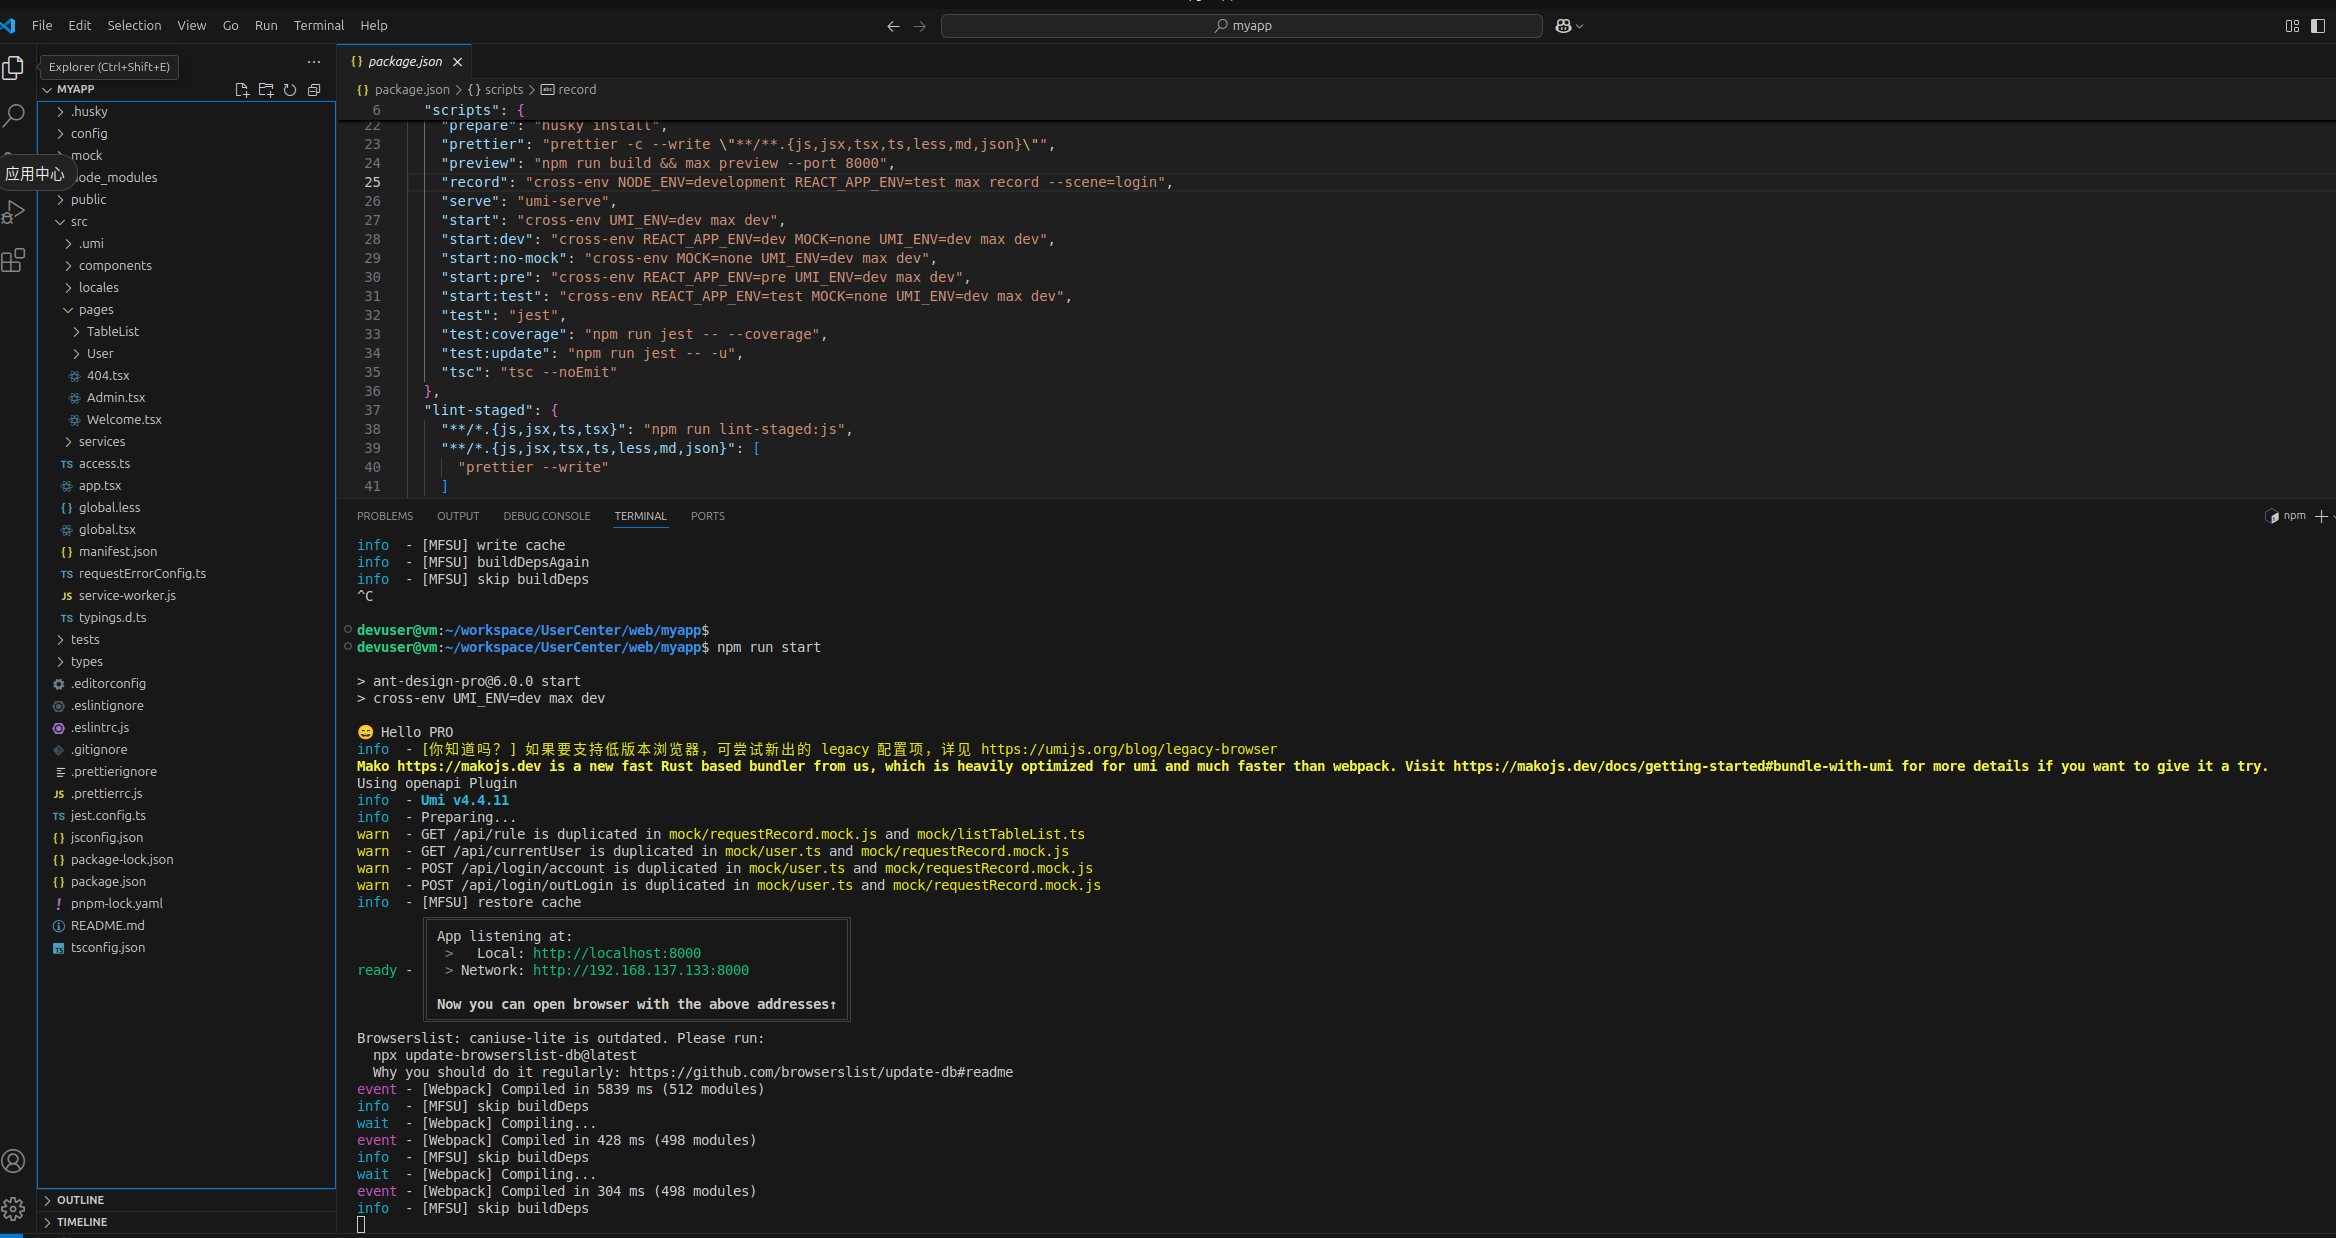 File Edit Selection View Go Run Terminal Help
myapp
Explorer (Ctrl+Shift+E)
MYAPP
.husky
config
mock
应用中心
ode_modules
public
src
.umi
components
locales
pages
TableList
User
404.tsx
Admin.tsx
Welcome.tsx
services
TS access.ts
app.tsx
{} global.less
global.tsx
{} manifest.json
TS requestErrorConfig.ts
JS service-worker.js
TS typings.d.ts
tests
types
.editorconfig
.eslintignore
.eslintrc.js
.gitignore
.prettierignore
JS .prettierrc.js
TS jest.config.ts
{} jsconfig.json
{} package-lock.json
{} package.json
! pnpm-lock.yaml
README.md
TS tsconfig.json
OUTLINE
TIMELINE
{} package.json
{} package.json > {} scripts > abc record
6 "scripts": {
22 "prepare": "husky install",
23 "prettier": "prettier -c --write \"**/**.{js,jsx,tsx,ts,less,md,json}\"",
24 "preview": "npm run build && max preview --port 8000",
25 "record": "cross-env NODE_ENV=development REACT_APP_ENV=test max record --scene=login",
26 "serve": "umi-serve",
27 "start": "cross-env UMI_ENV=dev max dev",
28 "start:dev": "cross-env REACT_APP_ENV=dev MOCK=none UMI_ENV=dev max dev",
29 "start:no-mock": "cross-env MOCK=none UMI_ENV=dev max dev",
30 "start:pre": "cross-env REACT_APP_ENV=pre UMI_ENV=dev max dev",
31 "start:test": "cross-env REACT_APP_ENV=test MOCK=none UMI_ENV=dev max dev",
32 "test": "jest",
33 "test:coverage": "npm run jest -- --coverage",
34 "test:update": "npm run jest -- -u",
35 "tsc": "tsc --noEmit"
36 },
37 "lint-staged": {
38 "**/*.{js,jsx,ts,tsx}": "npm run lint-staged:js",
39 "**/*.{js,jsx,tsx,ts,less,md,json}": [
40 "prettier --write"
41 ]
PROBLEMS OUTPUT DEBUG CONSOLE TERMINAL PORTS
npm
info - [MFSU] write cache
info - [MFSU] buildDepsAgain
info - [MFSU] skip buildDeps
^C
devuser@vm:~/workspace/UserCenter/web/myapp$
devuser@vm:~/workspace/UserCenter/web/myapp$ npm run start
> ant-design-pro@6.0.0 start
> cross-env UMI_ENV=dev max dev
😄 Hello PRO
info - [你知道吗？] 如果要支持低版本浏览器，可尝试新出的 legacy 配置项，详见 https://umijs.org/blog/legacy-browser
Mako https://makojs.dev is a new fast Rust based bundler from us, which is heavily optimized for umi and much faster than webpack. Visit https://makojs.dev/docs/getting-started#bundle-with-umi for more details if you want to give it a try.
Using openapi Plugin
info - Umi v4.4.11
info - Preparing...
warn - GET /api/rule is duplicated in mock/requestRecord.mock.js and mock/listTableList.ts
warn - GET /api/currentUser is duplicated in mock/user.ts and mock/requestRecord.mock.js
warn - POST /api/login/account is duplicated in mock/user.ts and mock/requestRecord.mock.js
warn - POST /api/login/outLogin is duplicated in mock/user.ts and mock/requestRecord.mock.js
info - [MFSU] restore cache
App listening at:
> Local: http://localhost:8000
ready - > Network: http://192.168.137.133:8000
Now you can open browser with the above addresses↑
Browserslist: caniuse-lite is outdated. Please run:
npx update-browserslist-db@latest
Why you should do it regularly: https://github.com/browserslist/update-db#readme
event - [Webpack] Compiled in 5839 ms (512 modules)
info - [MFSU] skip buildDeps
wait - [Webpack] Compiling...
event - [Webpack] Compiled in 428 ms (498 modules)
info - [MFSU] skip buildDeps
wait - [Webpack] Compiling...
event - [Webpack] Compiled in 304 ms (498 modules)
info - [MFSU] skip buildDeps